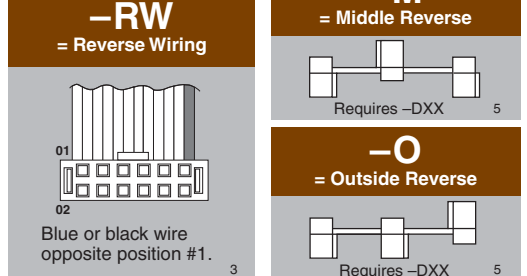 –RW
= Reverse Wiring
01
02
Blue or black wire
opposite position #1.
3
= Middle Reverse
Requires –DXX 5
–O
= Outside Reverse
Requires –DXX 5